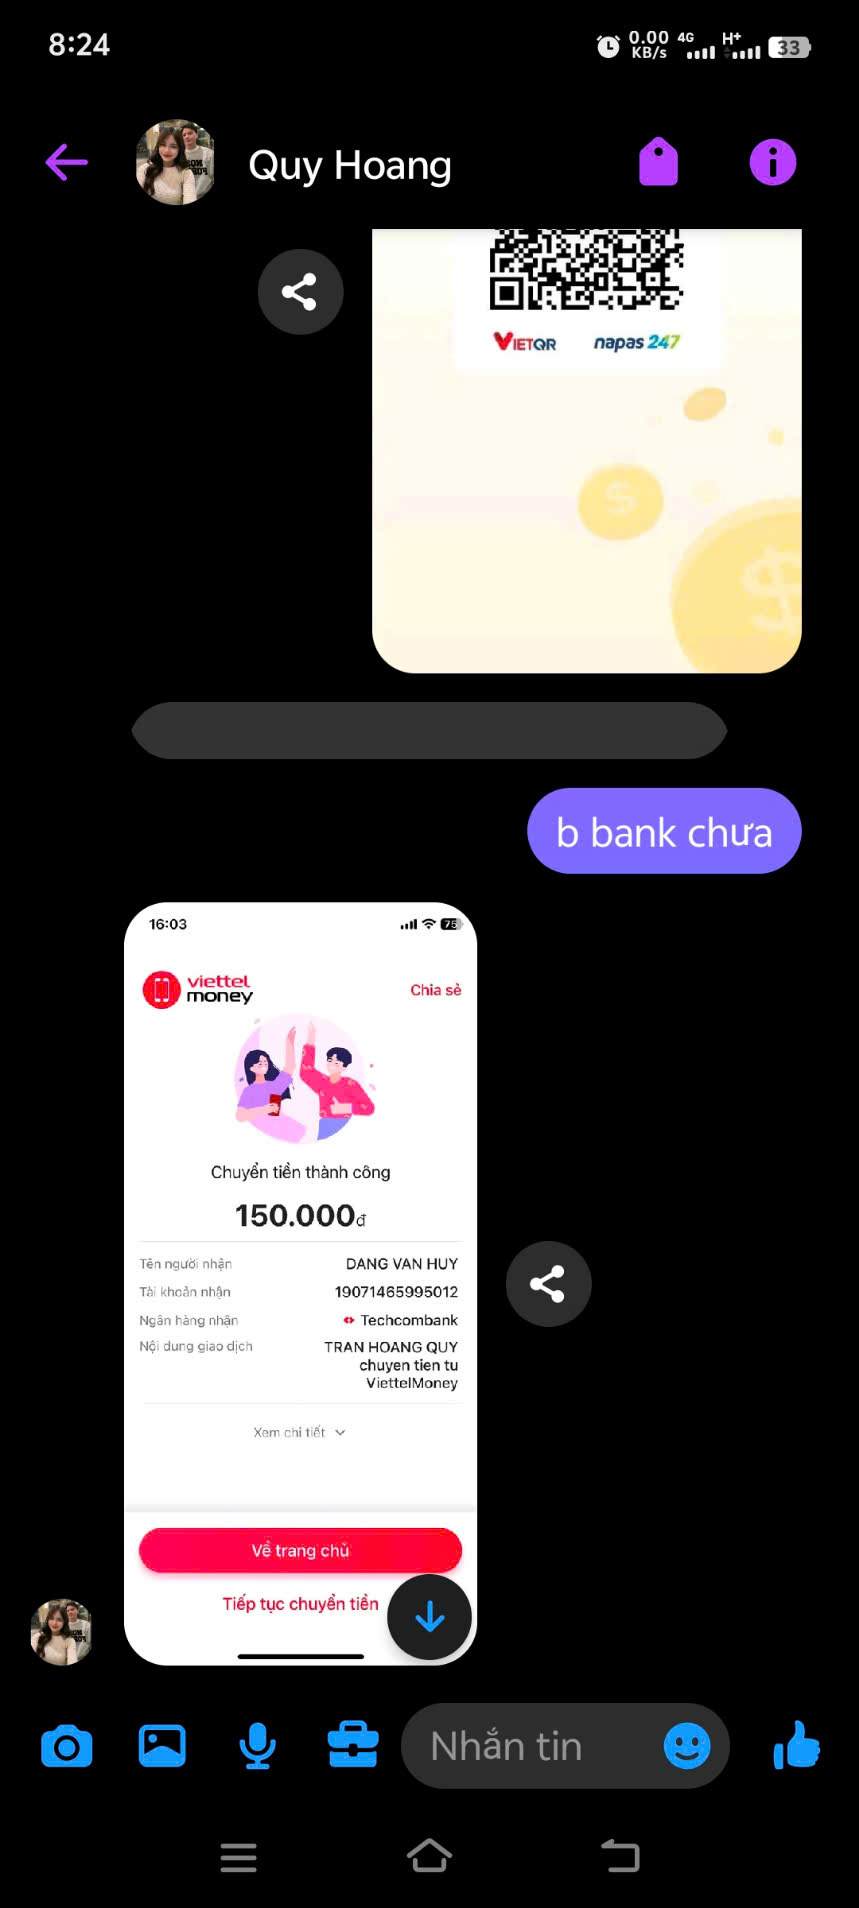 8:24
0.00
KB/s
4G
H+
33
Quy Hoang
VIETQR
napas 247
b bank chưa
16:03
75
viettel
money
Chia sẻ
Chuyển tiền thành công
150.000đ
Tên người nhận
DANG VAN HUY
Tài khoản nhận
19071465995012
Ngân hàng nhận
Techcombank
Nội dung giao dịch
TRAN HOANG QUY
chuyen tien tu
ViettelMoney
Xem chi tiết
Về trang chủ
Tiếp tục chuyển tiền
Nhắn tin